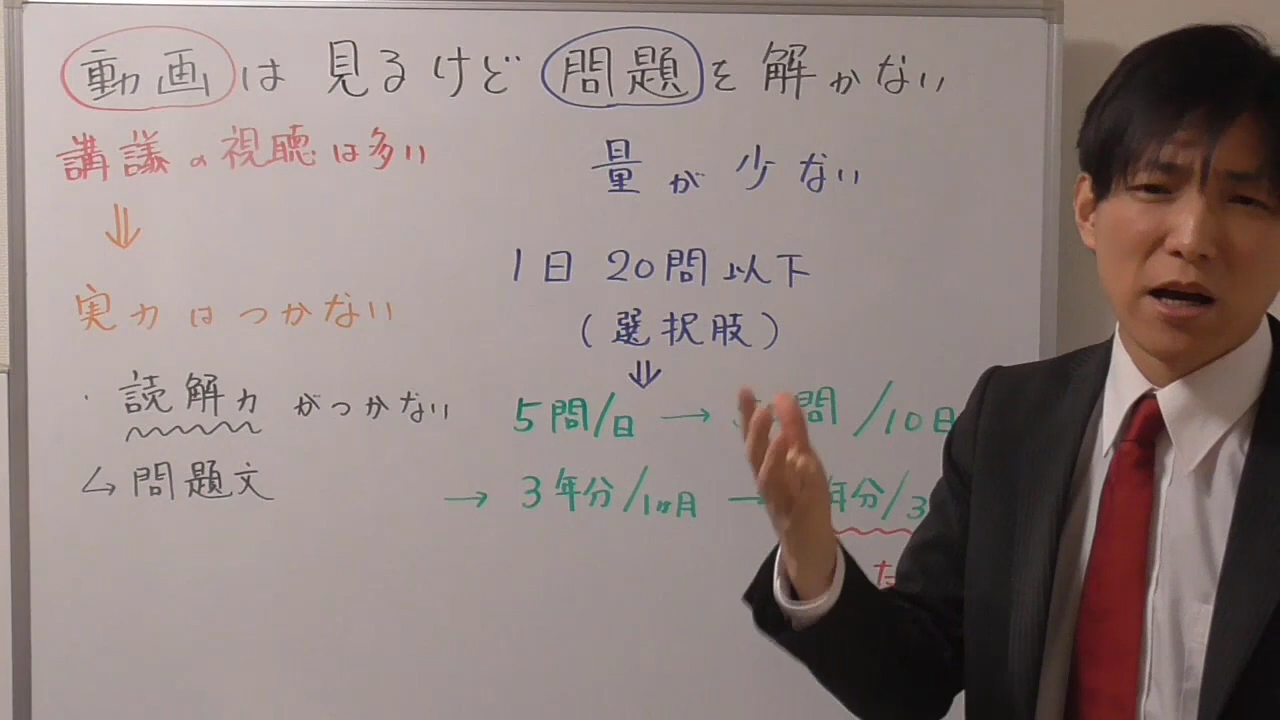 動画は見るけど問題を解かない
講議の視聴は多い
⇓
実力はつかない
・読解力がつかない
↳問題文
量が少ない
1日20問以下
(選択肢)
⇓
5問/日 → 問/10日
→ 3年分/1ヶ月 → 年分/3
た